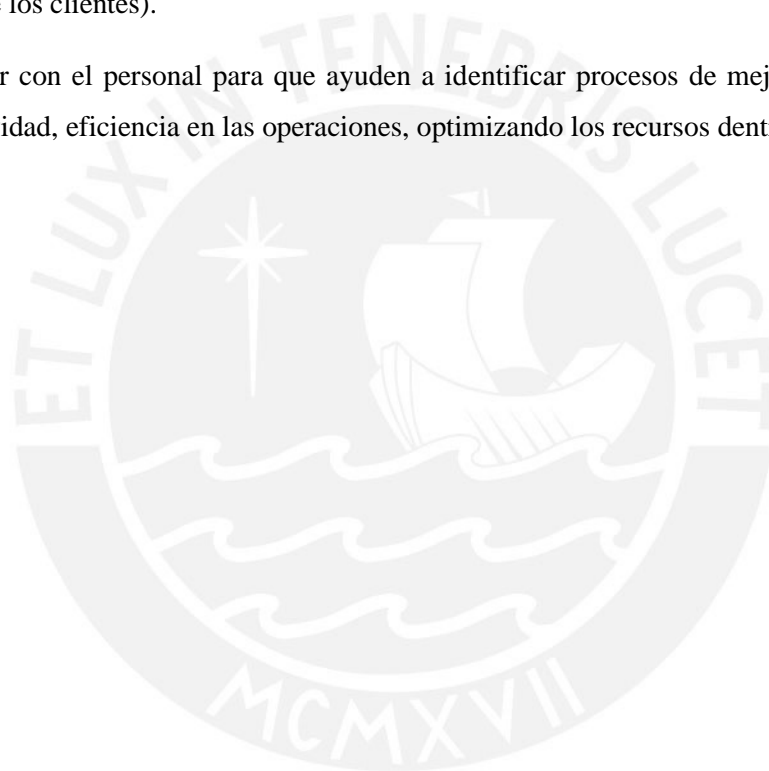 los clientes).
r con el personal para que ayuden a identificar procesos de mej
idad, eficiencia en las operaciones, optimizando los recursos dent
ET LUX IN TENEBRIS LUCET
MCMXVII